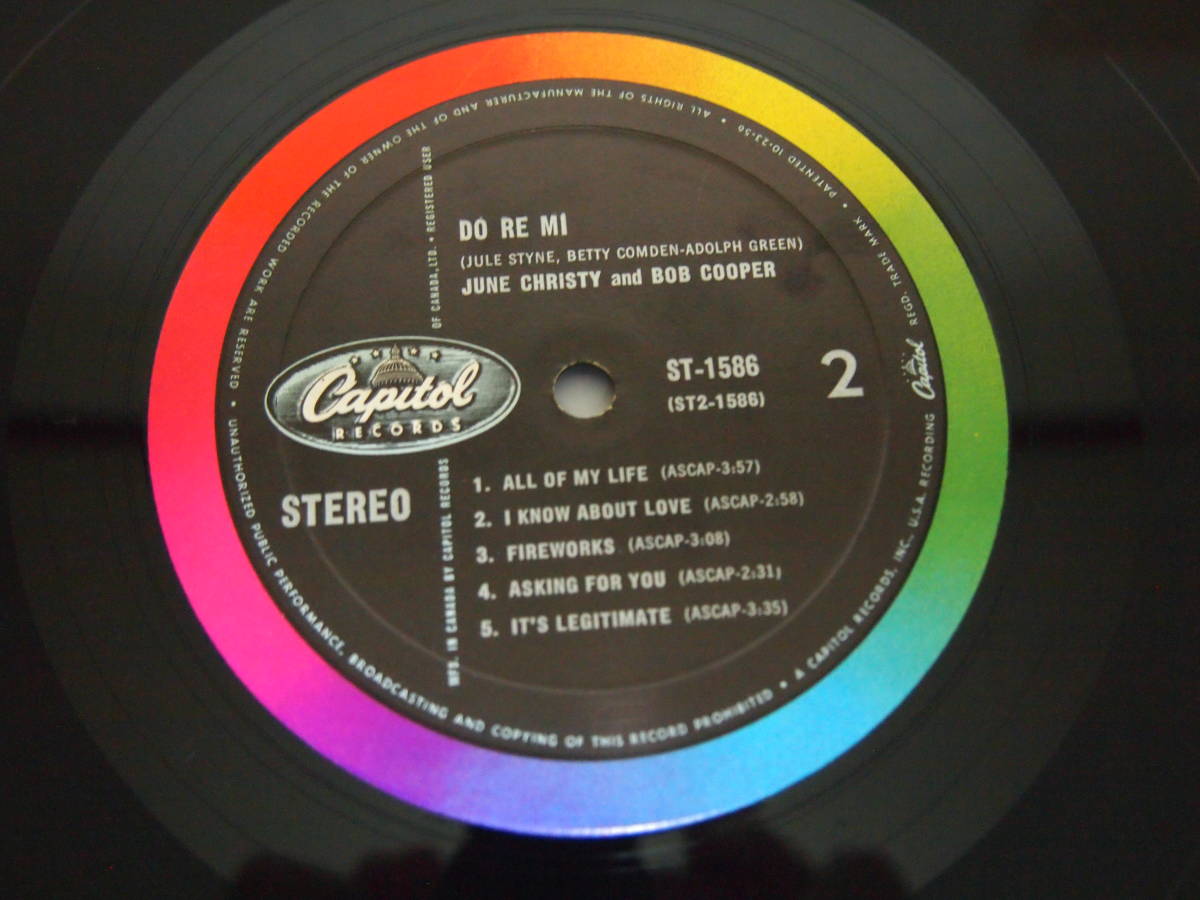 DO RE MI
(JULE STYNE, BETTY COMDEN-ADOLPH GREEN)
JUNE CHRISTY and BOB COOPER
Capitol
RECORDS
STEREO
ST-1586
(ST2-1586)
2
1. ALL OF MY LIFE (ASCAP-3:57)
2. I KNOW ABOUT LOVE (ASCAP-2:58)
3. FIREWORKS (ASCAP-3:08)
4. ASKING FOR YOU (ASCAP-2:31)
5. IT'S LEGITIMATE (ASCAP-3:35)
MFD. IN CANADA BY CAPITOL RECORDS OF CANADA, LTD. • REGISTERED USER
Capitol REGD. TRADE MARK • PATENTED 10-23-56 • ALL RIGHTS OF THE MANUFACTURER AND OF THE OWNER OF THE RECORDED WORK ARE RESERVED • UNAUTHORIZED PUBLIC PERFORMANCE, BROADCASTING AND COPYING OF THIS RECORD PROHIBITED • A CAPITOL RECORDS, INC., U.S.A. RECORDING